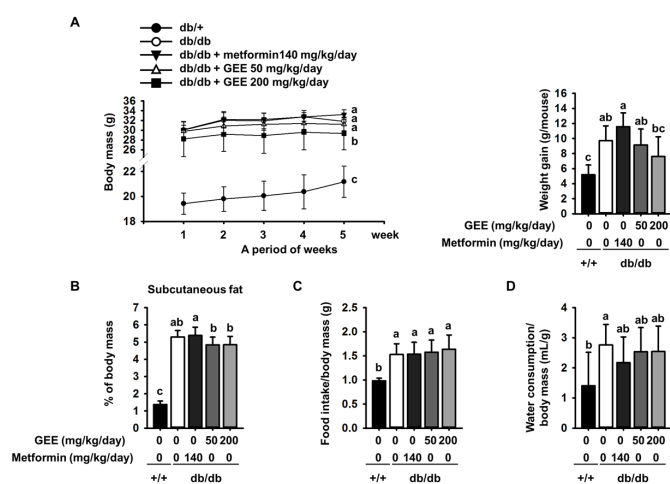 A
db/+
db/db
db/db + metformin140 mg/kg/day
db/db + GEE 50 mg/kg/day
db/db + GEE 200 mg/kg/day
Body mass (g)
36
34
32
30
28
26
22
20
18
a
a
a
b
c
1 2 3 4 5 week
A period of weeks
Weight gain (g/mouse)
16
14
12
10
8
6
4
2
0
c ab a ab bc
GEE (mg/kg/day) 0 0 0 50 200
Metformin (mg/kg/day) 0 0 140 0 0
+/+ db/db
B
Subcutaneous fat
% of body mass
7
6
5
4
3
2
1
0
c ab a b b
GEE (mg/kg/day) 0 0 0 50 200
Metformin (mg/kg/day) 0 0 140 0 0
+/+ db/db
C
Food intake/body mass (g)
2.5
2.0
1.5
1.0
0.5
0.0
b a a a a
0 0 0 50 200
0 0 140 0 0
+/+ db/db
D
Water consumption/
body mass (mL/g)
4
3
2
1
0
b a ab ab ab
0 0 0 50 200
0 0 140 0 0
+/+ db/db